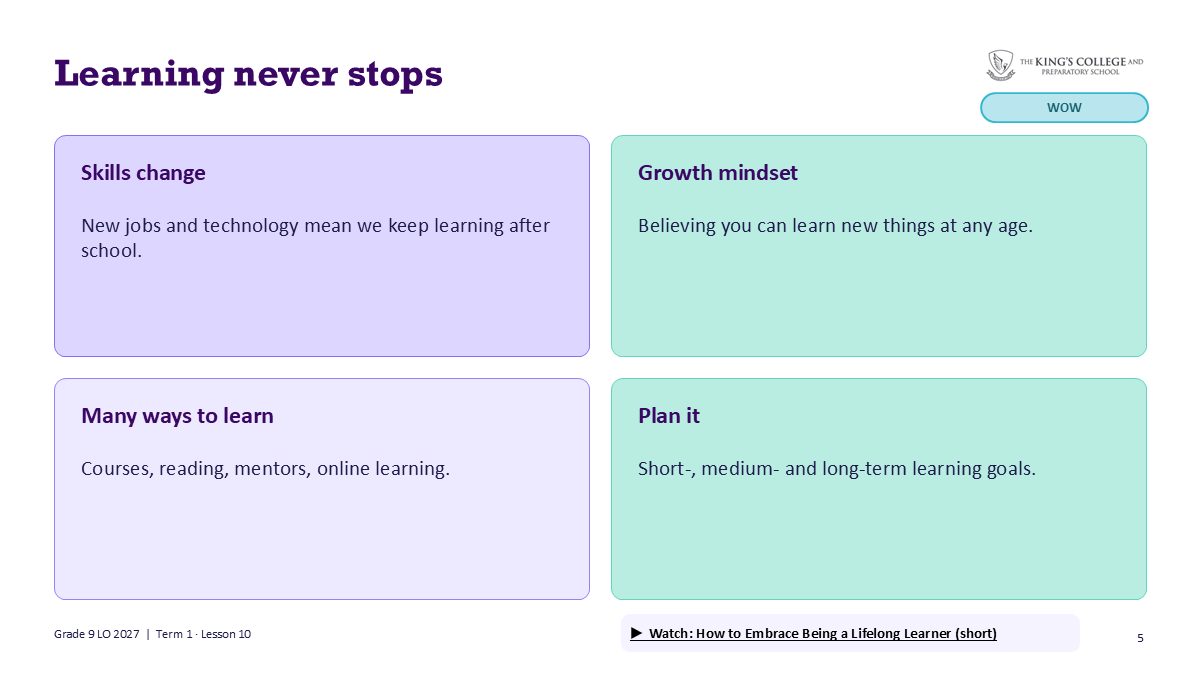 Learning never stops
THE KING'S COLLEGE AND
PREPARATORY SCHOOL
WOW
Skills change
New jobs and technology mean we keep learning after
school.
Growth mindset
Believing you can learn new things at any age.
Many ways to learn
Courses, reading, mentors, online learning.
Plan it
Short-, medium- and long-term learning goals.
Grade 9 LO 2027 | Term 1 · Lesson 10
▶ Watch: How to Embrace Being a Lifelong Learner (short)
5